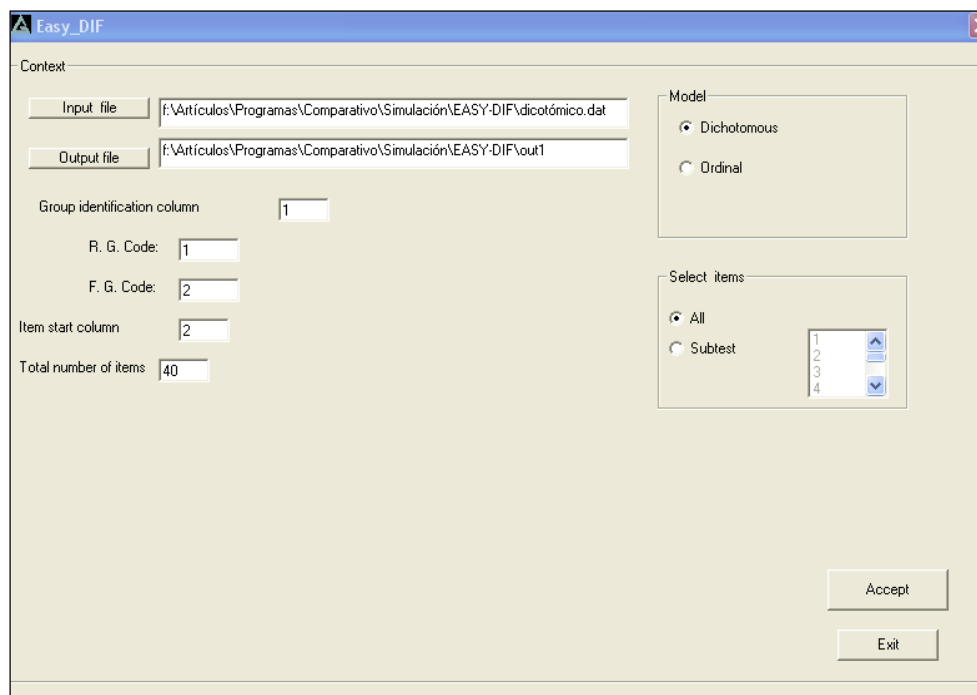 Easy_DIF
Context
Input file
f:\Artículos\Programas\Comparativo\Simulación\EASY-DIF\dicotómico.dat
Output file
f:\Artículos\Programas\Comparativo\Simulación\EASY-DIF\out1
Group identification column 1
R. G. Code: 1
F. G. Code: 2
Item start column 2
Total number of items 40
Model
Dichotomous
Ordinal
Select items
All
Subtest
1
2
3
4
Accept
Exit